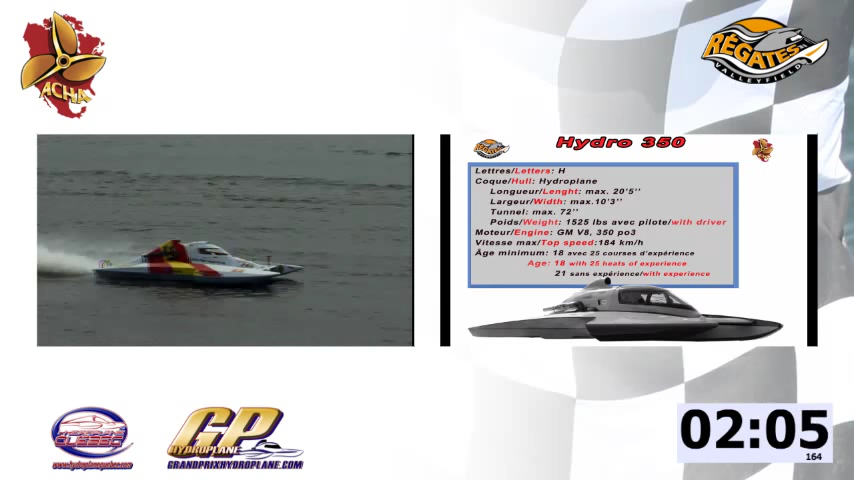 ACHA
RÉGATES
VALLEYFIELD
Hydro 350
Lettres/Letters: H
Coque/Hull: Hydroplane
Longueur/Lenght: max. 20'5''
Largeur/Width: max.10'3''
Tunnel: max. 72''
Poids/Weight: 1525 lbs avec pilote/with driver
Moteur/Engine: GM V8, 350 po3
Vitesse max/Top speed:184 km/h
Âge minimum: 18 avec 25 courses d'expérience
Age: 18 with 25 heats of experience
21 sans expérience/with experience
CLASSEC
GP
HYDROPLANE
GRANDPRIXHYDROPLANE.COM
02:05
164